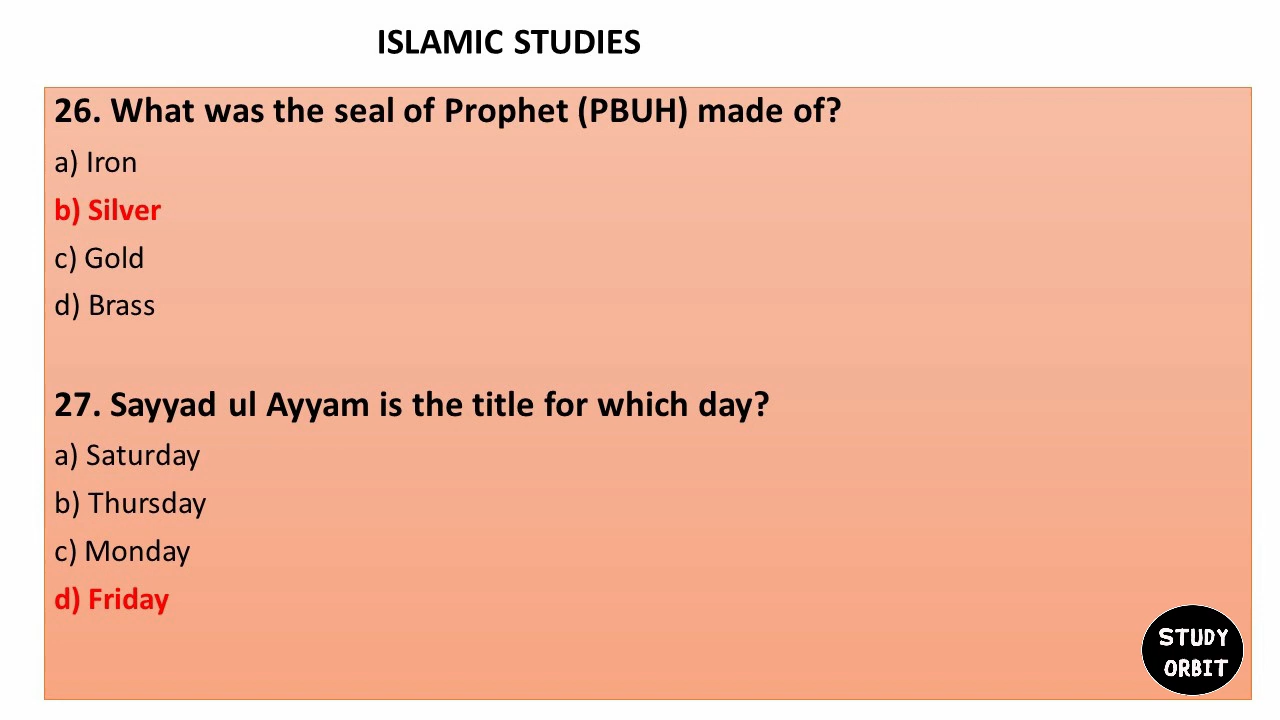 ISLAMIC STUDIES
26. What was the seal of Prophet (PBUH) made of?
a) Iron
b) Silver
c) Gold
d) Brass
27. Sayyad ul Ayyam is the title for which day?
a) Saturday
b) Thursday
c) Monday
d) Friday
STUDY
ORBIT